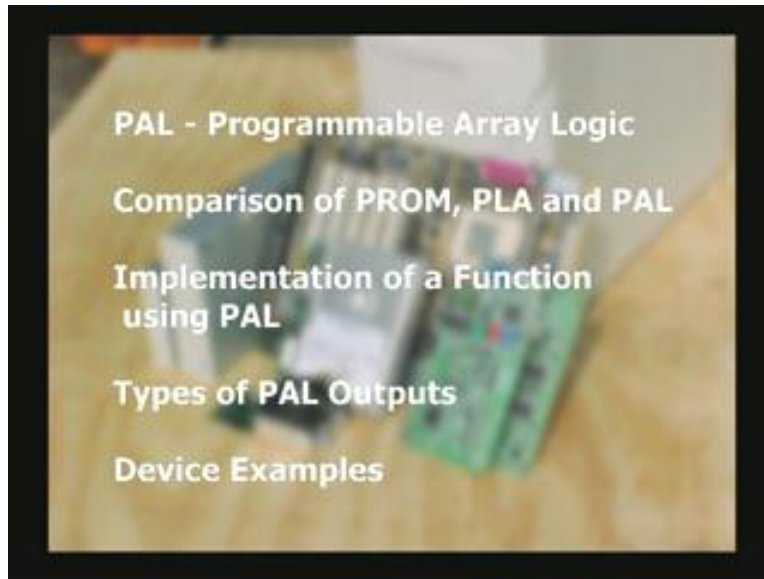 PAL - Programmable Array Logic
Comparison of PROM, PLA and PAL
Implementation of a Function
using PAL
Types of PAL Outputs
Device Examples